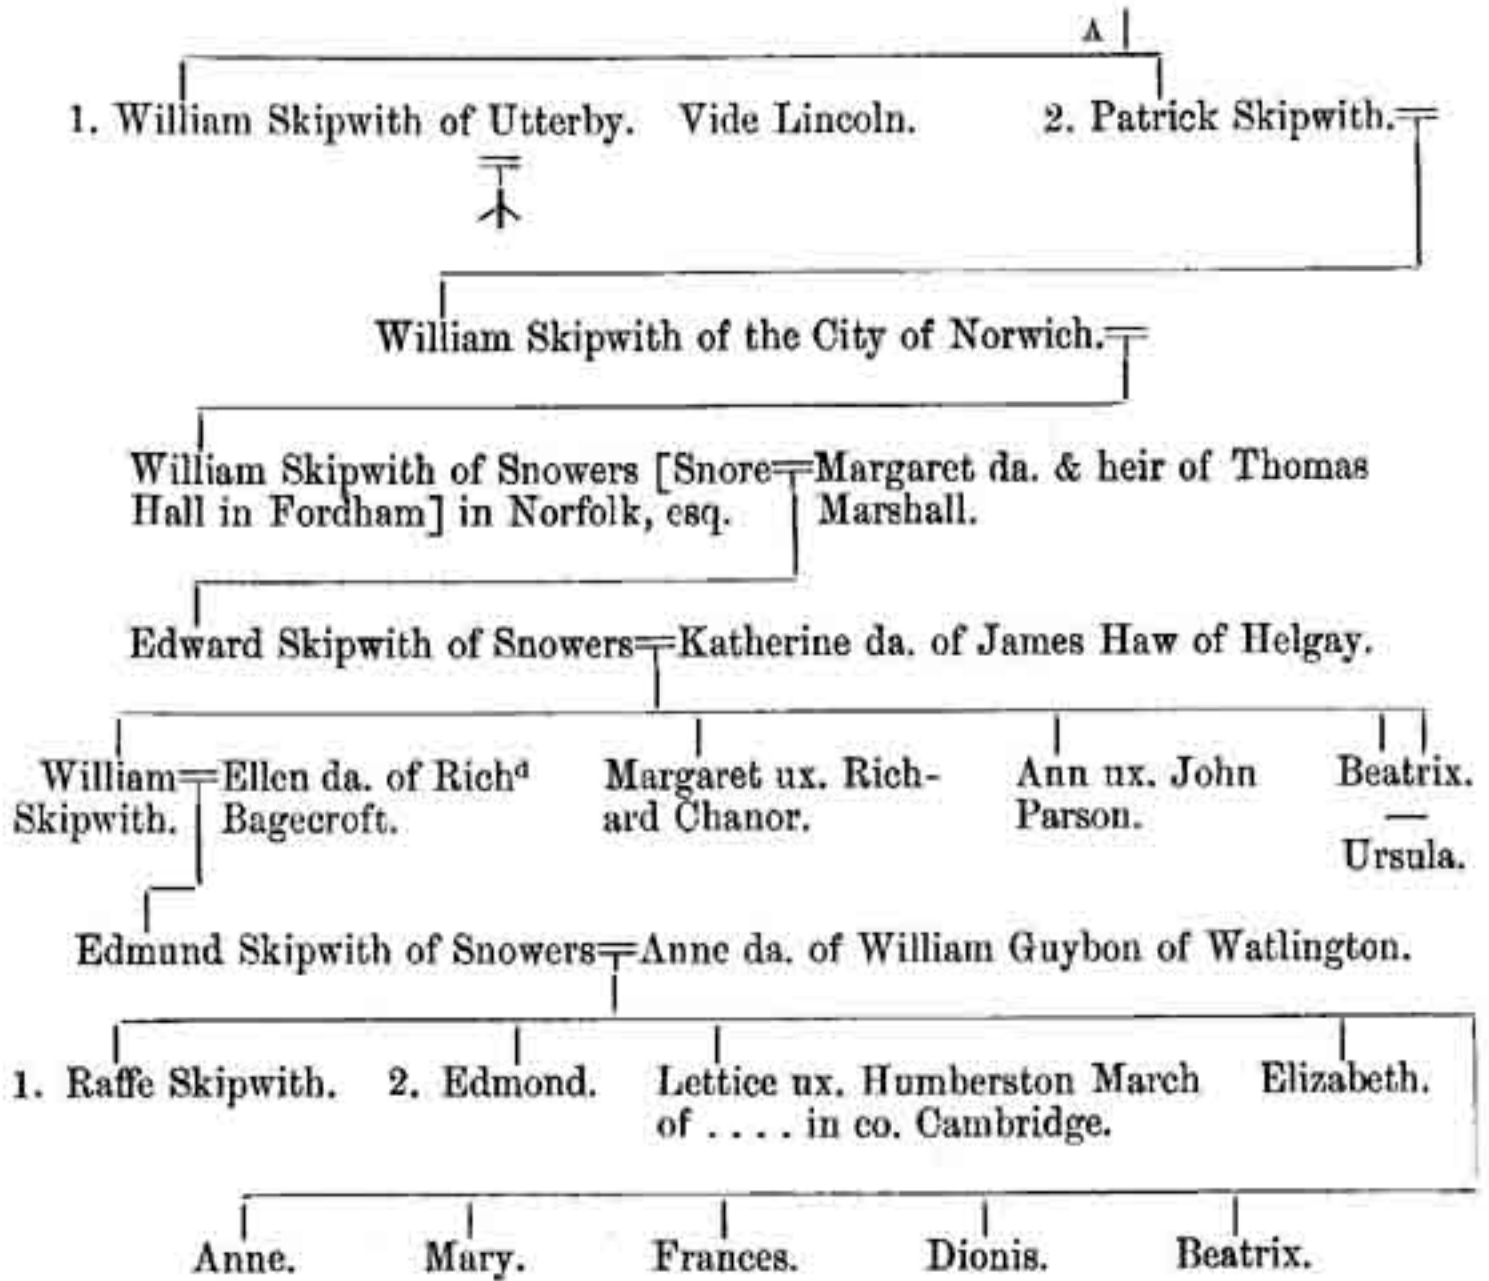 A
1. William Skipwith of Utterby. Vide Lincoln. 2. Patrick Skipwith.
William Skipwith of the City of Norwich.
William Skipwith of Snowers [Snore Hall in Fordham] in Norfolk, esq.
Margaret da. & heir of Thomas Marshall.
Edward Skipwith of Snowers Katherine da. of James Haw of Helgay.
William Skipwith.
Ellen da. of Richᵈ Bagecroft.
Margaret ux. Rich-
ard Chanor.
Ann ux. John
Parson.
Beatrix.
Ursula.
Edmund Skipwith of Snowers Anne da. of William Guybon of Watlington.
1. Raffe Skipwith. 2. Edmond.
Lettice ux. Humberston March
of .... in co. Cambridge.
Elizabeth.
Anne. Mary. Frances. Dionis. Beatrix.